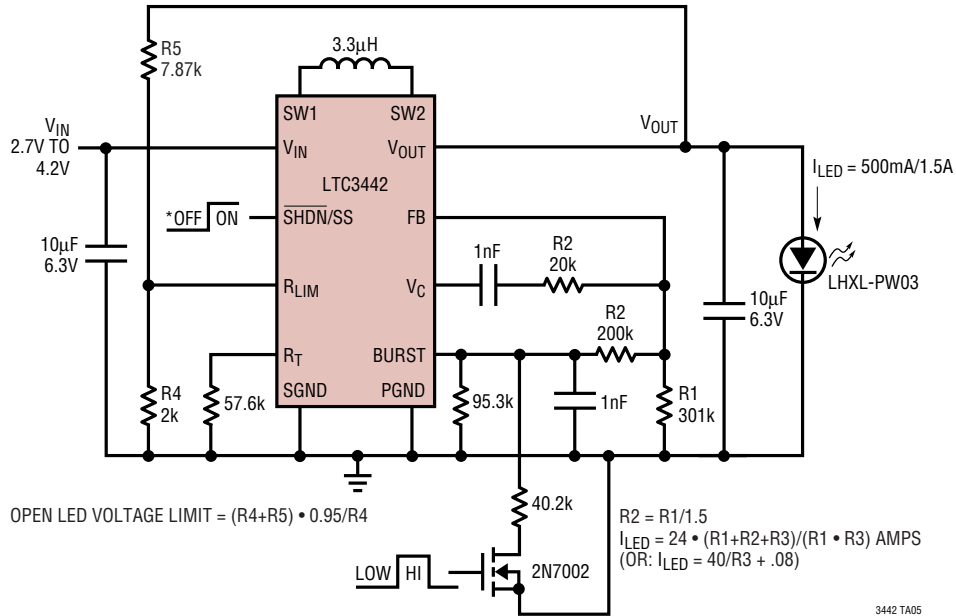 R5
7.87k
3.3µH
SW1
SW2
VIN
2.7V TO
4.2V
VIN
VOUT
VOUT
LTC3442
ILED = 500mA/1.5A
*OFF
ON
SHDN/SS
FB
10µF
6.3V
1nF
R2
20k
RLIM
VC
LHXL-PW03
10µF
6.3V
R2
200k
RT
BURST
SGND
PGND
R4
2k
57.6k
95.3k
1nF
R1
301k
40.2k
OPEN LED VOLTAGE LIMIT = (R4+R5) • 0.95/R4
R2 = R1/1.5
ILED = 24 • (R1+R2+R3)/(R1 • R3) AMPS
(OR: ILED = 40/R3 + .08)
LOW
HI
2N7002
3442 TA05